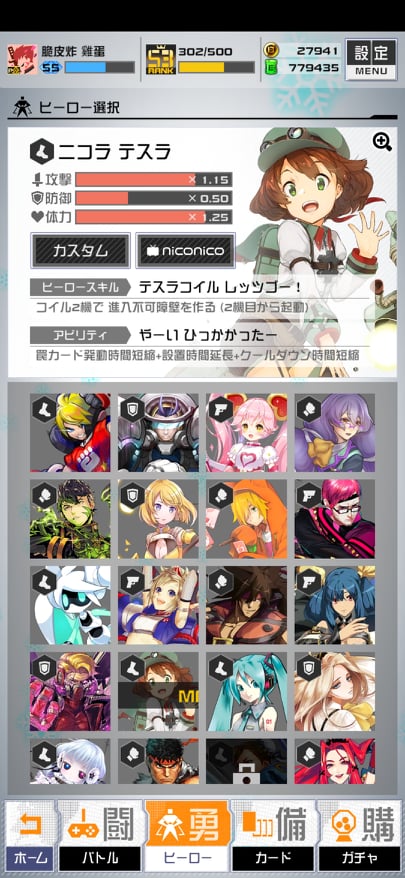 脆皮炸 雞蛋
55
53
RANK
302/500
27941
779435
設定
MENU
ヒーロー選択
ニコラ テスラ
攻撃
× 1.15
防御
× 0.50
体力
× 1.25
カスタム
niconico
ヒーロースキル
テスラコイル レッツゴー!
コイル2機で 進入不可障壁を作る (2機目から起動)
アビリティ
やーい ひっかかったー
罠カード発動時間短縮+設置時間延長+クールダウン時間短縮
01
闘
勇
備
購
ホーム
バトル
ヒーロー
カード
ガチャ